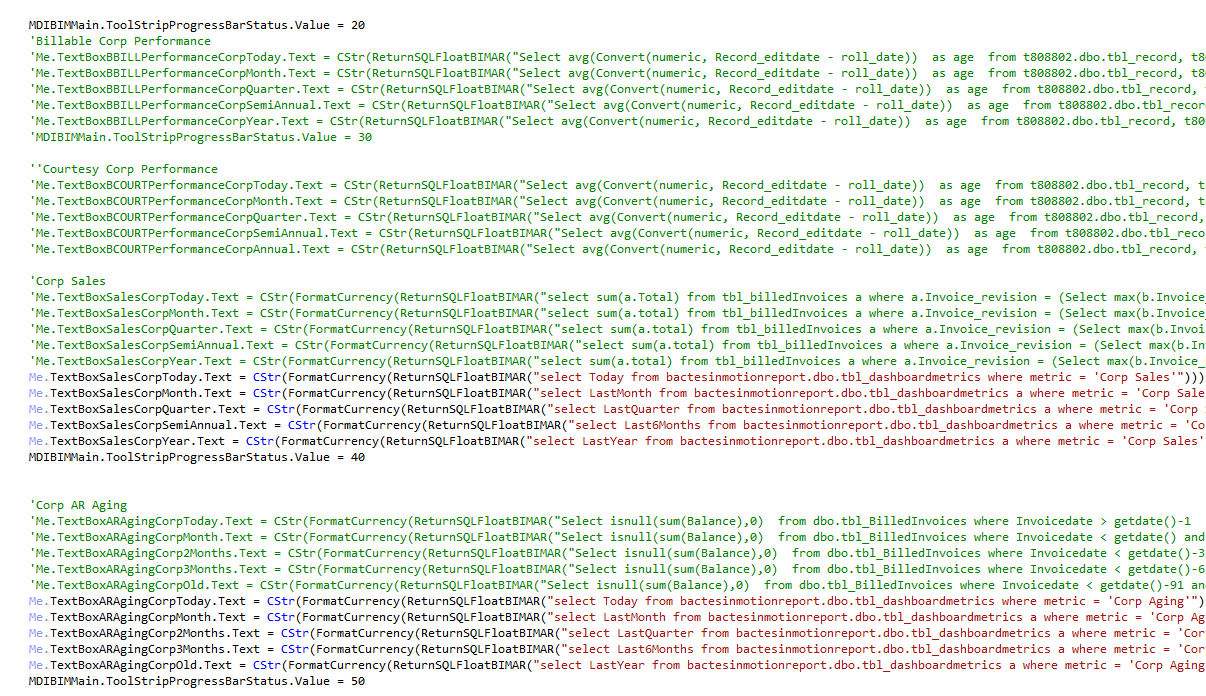 MDIBIMMain.ToolStripProgressBarStatus.Value = 20
'Billable Corp Performance
'Me.TextBoxBBILLPerformanceCorpToday.Text = CStr(ReturnSQLFloatBIMAR("Select avg(Convert(numeric, Record_editdate - roll_date))  as age  from t808802.dbo.tbl_record, t8
'Me.TextBoxBBILLPerformanceCorpMonth.Text = CStr(ReturnSQLFloatBIMAR("Select avg(Convert(numeric, Record_editdate - roll_date))  as age  from t808802.dbo.tbl_record, t8
'Me.TextBoxBBILLPerformanceCorpQuarter.Text = CStr(ReturnSQLFloatBIMAR("Select avg(Convert(numeric, Record_editdate - roll_date))  as age  from t808802.dbo.tbl_record,
'Me.TextBoxBBILLPerformanceCorpSemiAnnual.Text = CStr(ReturnSQLFloatBIMAR("Select avg(Convert(numeric, Record_editdate - roll_date))  as age  from t808802.dbo.tbl_recor
'Me.TextBoxBBILLPerformanceCorpYear.Text = CStr(ReturnSQLFloatBIMAR("Select avg(Convert(numeric, Record_editdate - roll_date))  as age  from t808802.dbo.tbl_record, t80
'MDIBIMMain.ToolStripProgressBarStatus.Value = 30
''Courtesy Corp Performance
'Me.TextBoxBCOURTPerformanceCorpToday.Text = CStr(ReturnSQLFloatBIMAR("Select avg(Convert(numeric, Record_editdate - roll_date))  as age  from t808802.dbo.tbl_record, t
'Me.TextBoxBCOURTPerformanceCorpMonth.Text = CStr(ReturnSQLFloatBIMAR("Select avg(Convert(numeric, Record_editdate - roll_date))  as age  from t808802.dbo.tbl_record, t
'Me.TextBoxBCOURTPerformanceCorpQuarter.Text = CStr(ReturnSQLFloatBIMAR("Select avg(Convert(numeric, Record_editdate - roll_date))  as age  from t808802.dbo.tbl_record,
'Me.TextBoxBCOURTPerformanceCorpSemiAnnual.Text = CStr(ReturnSQLFloatBIMAR("Select avg(Convert(numeric, Record_editdate - roll_date))  as age  from t808802.dbo.tbl_reco
'Me.TextBoxBCOURTPerformanceCorpAnnual.Text = CStr(ReturnSQLFloatBIMAR("Select avg(Convert(numeric, Record_editdate - roll_date))  as age  from t808802.dbo.tbl_record,
'Corp Sales
'Me.TextBoxSalesCorpToday.Text = CStr(FormatCurrency(ReturnSQLFloatBIMAR("select sum(a.Total) from tbl_billedInvoices a where a.Invoice_revision = (Select max(b.Invoice_
'Me.TextBoxSalesCorpMonth.Text = CStr(FormatCurrency(ReturnSQLFloatBIMAR("select sum(a.total) from tbl_billedInvoices a where a.Invoice_revision = (Select max(b.Invoice_
'Me.TextBoxSalesCorpQuarter.Text = CStr(FormatCurrency(ReturnSQLFloatBIMAR("select sum(a.total) from tbl_billedInvoices a where a.Invoice_revision = (Select max(b.Invoi
'Me.TextBoxSalesCorpSemiAnnual.Text = CStr(FormatCurrency(ReturnSQLFloatBIMAR("select sum(a.total) from tbl_billedInvoices a where a.Invoice_revision = (Select max(b.In
'Me.TextBoxSalesCorpYear.Text = CStr(FormatCurrency(ReturnSQLFloatBIMAR("select sum(a.total) from tbl_billedInvoices a where a.Invoice_revision = (Select max(b.Invoice_
Me.TextBoxSalesCorpToday.Text = CStr(FormatCurrency(ReturnSQLFloatBIMAR("select Today from bactesinmotionreport.dbo.tbl_dashboardmetrics where metric = 'Corp Sales'")))
Me.TextBoxSalesCorpMonth.Text = CStr(FormatCurrency(ReturnSQLFloatBIMAR("select LastMonth from bactesinmotionreport.dbo.tbl_dashboardmetrics a where metric = 'Corp Sale
Me.TextBoxSalesCorpQuarter.Text = CStr(FormatCurrency(ReturnSQLFloatBIMAR("select LastQuarter from bactesinmotionreport.dbo.tbl_dashboardmetrics a where metric = 'Corp
Me.TextBoxSalesCorpSemiAnnual.Text = CStr(FormatCurrency(ReturnSQLFloatBIMAR("select Last6Months from bactesinmotionreport.dbo.tbl_dashboardmetrics a where metric = 'Co
Me.TextBoxSalesCorpYear.Text = CStr(FormatCurrency(ReturnSQLFloatBIMAR("select LastYear from bactesinmotionreport.dbo.tbl_dashboardmetrics a where metric = 'Corp Sales'
MDIBIMMain.ToolStripProgressBarStatus.Value = 40
'Corp AR Aging
'Me.TextBoxARAgingCorpToday.Text = CStr(FormatCurrency(ReturnSQLFloatBIMAR("Select isnull(sum(Balance),0)  from dbo.tbl_BilledInvoices where Invoicedate > getdate()-1
'Me.TextBoxARAgingCorpMonth.Text = CStr(FormatCurrency(ReturnSQLFloatBIMAR("Select isnull(sum(Balance),0)  from dbo.tbl_BilledInvoices where Invoicedate < getdate() and
'Me.TextBoxARAgingCorp2Months.Text = CStr(FormatCurrency(ReturnSQLFloatBIMAR("Select isnull(sum(Balance),0)  from dbo.tbl_BilledInvoices where Invoicedate < getdate()-3
'Me.TextBoxARAgingCorp3Months.Text = CStr(FormatCurrency(ReturnSQLFloatBIMAR("Select isnull(sum(Balance),0)  from dbo.tbl_BilledInvoices where Invoicedate < getdate()-6
'Me.TextBoxARAgingCorpOld.Text = CStr(FormatCurrency(ReturnSQLFloatBIMAR("Select isnull(sum(Balance),0)  from dbo.tbl_BilledInvoices where Invoicedate < getdate()-91 an
Me.TextBoxARAgingCorpToday.Text = CStr(FormatCurrency(ReturnSQLFloatBIMAR("select Today from bactesinmotionreport.dbo.tbl_dashboardmetrics where metric = 'Corp Aging'")
Me.TextBoxARAgingCorpMonth.Text = CStr(FormatCurrency(ReturnSQLFloatBIMAR("select LastMonth from bactesinmotionreport.dbo.tbl_dashboardmetrics a where metric = 'Corp Ag
Me.TextBoxARAgingCorp2Months.Text = CStr(FormatCurrency(ReturnSQLFloatBIMAR("select LastQuarter from bactesinmotionreport.dbo.tbl_dashboardmetrics a where metric = 'Cor
Me.TextBoxARAgingCorp3Months.Text = CStr(FormatCurrency(ReturnSQLFloatBIMAR("select Last6Months from bactesinmotionreport.dbo.tbl_dashboardmetrics a where metric = 'Cor
Me.TextBoxARAgingCorpOld.Text = CStr(FormatCurrency(ReturnSQLFloatBIMAR("select LastYear from bactesinmotionreport.dbo.tbl_dashboardmetrics a where metric = 'Corp Aging
MDIBIMMain.ToolStripProgressBarStatus.Value = 50